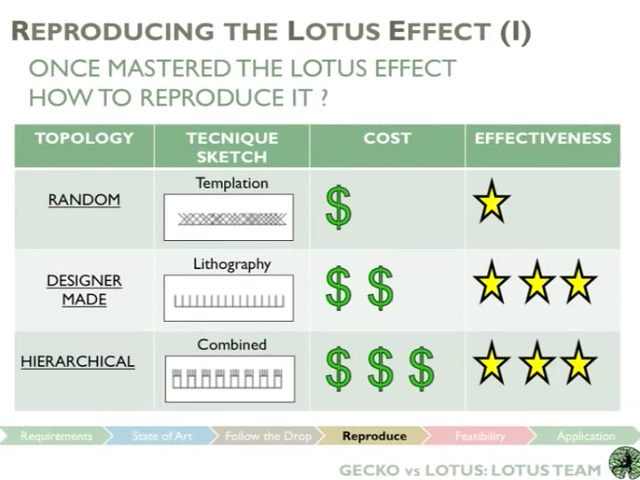 REPRODUCING THE LOTUS EFFECT (I)
ONCE MASTERED THE LOTUS EFFECT
HOW TO REPRODUCE IT ?
TOPOLOGY TECNIQUE SKETCH COST EFFECTIVENESS
RANDOM Templation $
DESIGNER MADE Lithography $ $
HIERARCHICAL Combined $ $ $
Requirements State of Art Follow the Drop Reproduce Feasibility Application
GECKO vs LOTUS: LOTUS TEAM